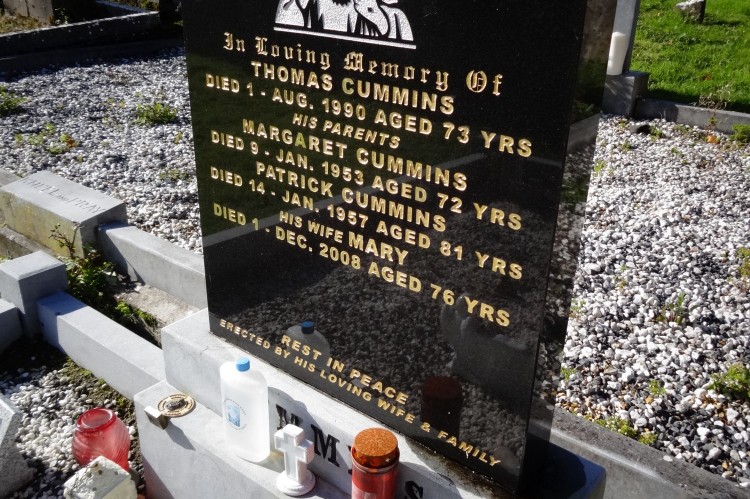 In Loving Memory Of
THOMAS CUMMINS
DIED 1 - AUG. 1990 AGED 73 YRS
HIS PARENTS
MARGARET CUMMINS
DIED 9 - JAN. 1953 AGED 72 YRS
PATRICK CUMMINS
DIED 14 - JAN. 1957 AGED 81 YRS
HIS WIFE MARY
DIED 1 - DEC. 2008 AGED 76 YRS
REST IN PEACE
ERECTED BY HIS LOVING WIFE & FAMILY